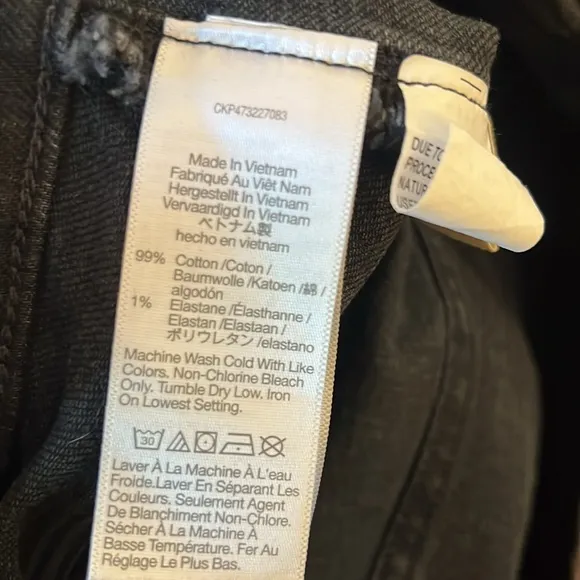 CKP473227083
Made In Vietnam
Fabriqué Au Viêt Nam
Hergestellt In Vietnam
Vervaardigd In Vietnam
ベトナム製
hecho en vietnam
99% Cotton /Coton /
Baumwolle /Katoen /綿 /
algodón
1% Elastane /Élasthanne /
Elastan /Elastaan /
ポリウレタン /elastano
Machine Wash Cold With Like
Colors. Non-Chlorine Bleach
Only. Tumble Dry Low. Iron
On Lowest Setting.
30
Laver À La Machine À L'eau
Froide.Laver En Séparant Les
Couleurs. Seulement Agent
De Blanchiment Non-Chlore.
Sécher À La Machine À
Basse Température. Fer Au
Réglage Le Plus Bas.
DUE TO
PROCE
NATUR
USE